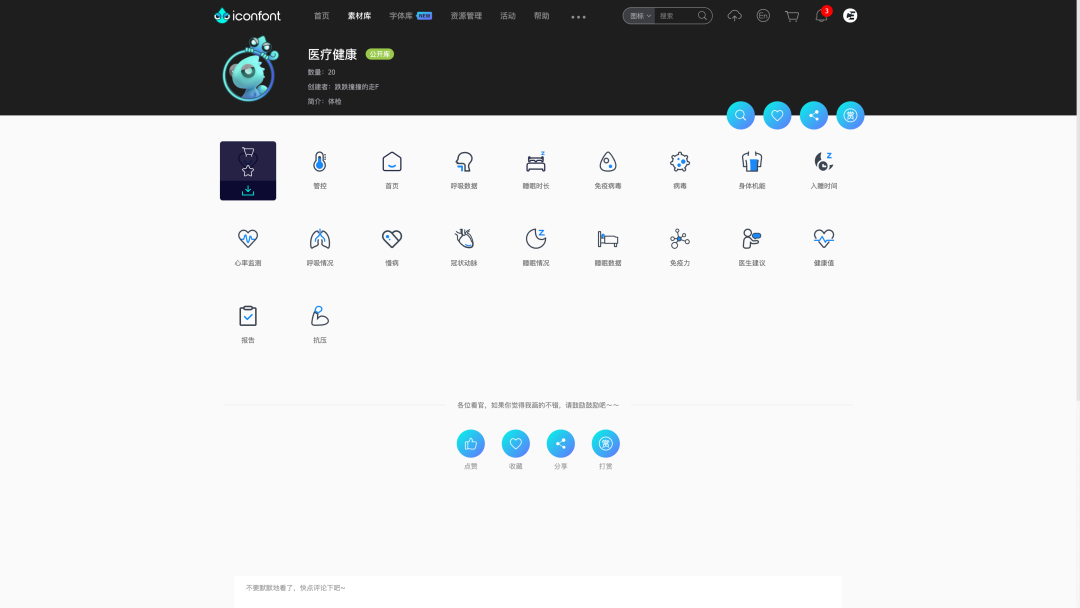 iconfont 首页 素材库 字体库 NEW 资源管理 活动 帮助 图标 搜索 En 3
医疗健康 公开库
数量：20
创建者：跌跌撞撞的定F
简介：体检
赏
管控 首页 呼吸数据 睡眠时长 免疫病毒 病毒 身体机能 入睡时间
心率监测 呼吸情况 慢病 冠状动脉 睡眠情况 睡眠数据 免疫力 医生建议 健康值
报告 抗压
各位看官，如果你觉得我画的不错，请鼓励鼓励吧～～
赏
点赞 收藏 分享 打赏
不要默默地看了，快点评论下吧~